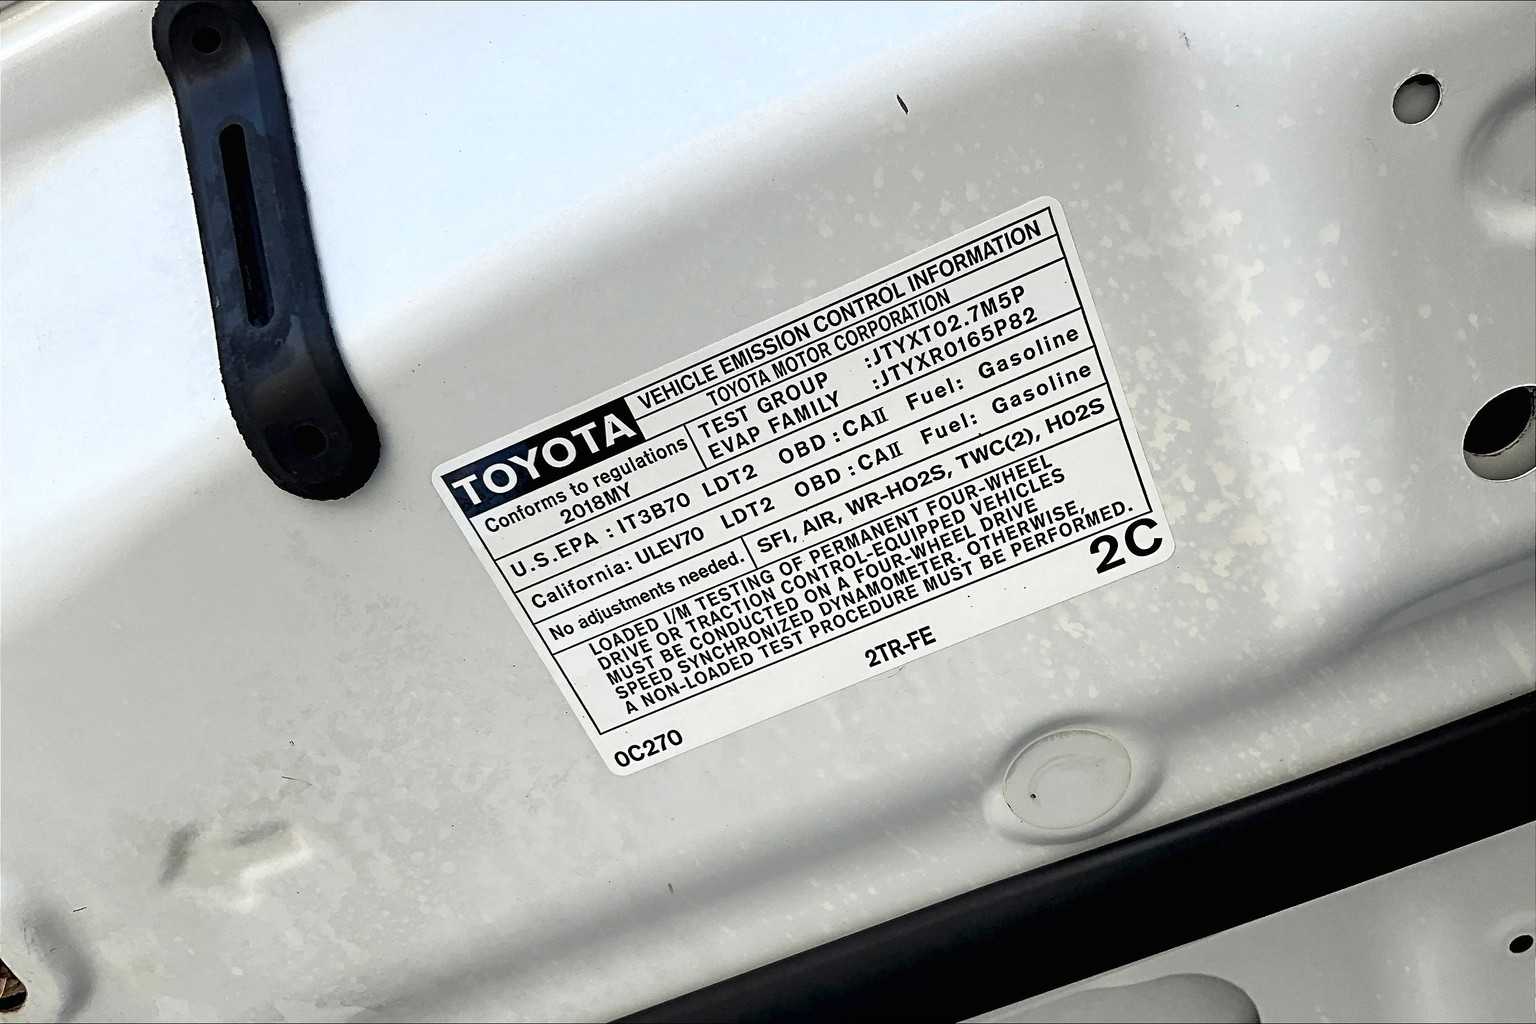 TOYOTA
VEHICLE EMISSION CONTROL INFORMATION
TOYOTA MOTOR CORPORATION
Conforms to regulations
2018MY
TEST GROUP :JTYXT02.7M5P
EVAP FAMILY :JTYXR0165P82
U.S.EPA : IT3B70 LDT2 OBD : CAII Fuel: Gasoline
California: ULEV70 LDT2 OBD : CAII Fuel: Gasoline
No adjustments needed. SFI, AIR, WR-HO2S, TWC(2), HO2S
LOADED I/M TESTING OF PERMANENT FOUR-WHEEL
DRIVE OR TRACTION CONTROL-EQUIPPED VEHICLES
MUST BE CONDUCTED ON A FOUR-WHEEL DRIVE
SPEED SYNCHRONIZED DYNAMOMETER. OTHERWISE,
A NON-LOADED TEST PROCEDURE MUST BE PERFORMED.
0C270 2TR-FE 2C